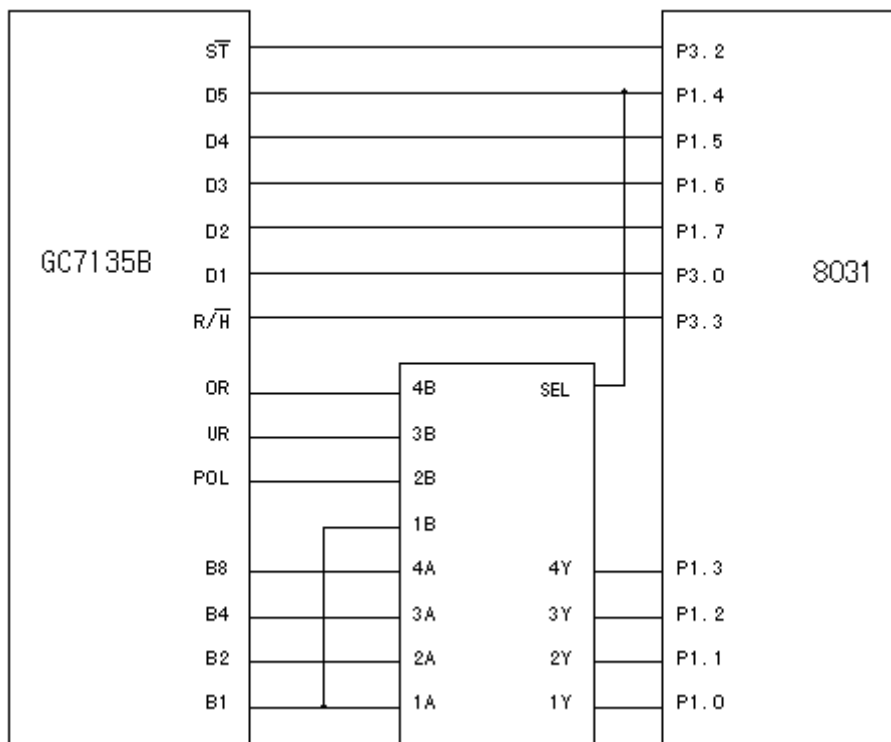 S̅T̅ P3.2
D5 P1.4
D4 P1.5
D3 P1.6
D2 P1.7
GC7135B D1 P3.0 8031
R/H̅ P3.3
OR 4B SEL
UR 3B
POL 2B
1B
B8 4A 4Y P1.3
B4 3A 3Y P1.2
B2 2A 2Y P1.1
B1 1A 1Y P1.0